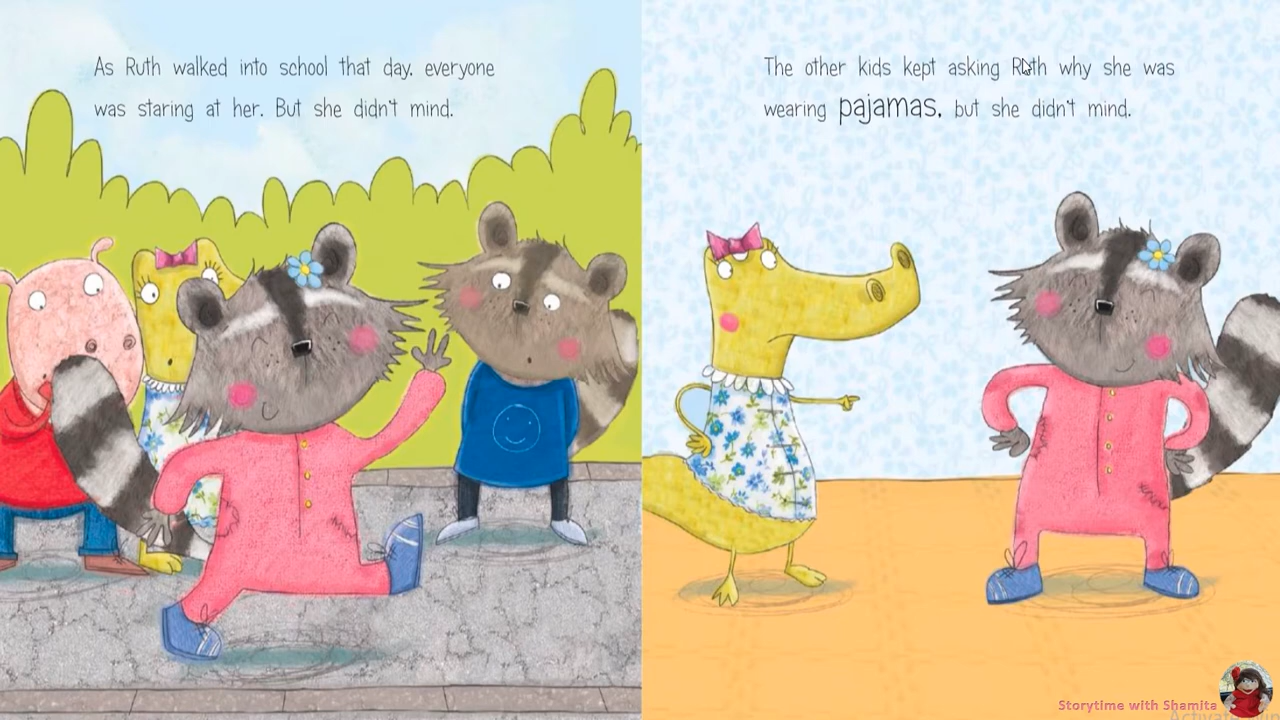 As Ruth walked into school that day. everyone
was staring at her. But she didn't mind.
The other kids kept asking Ruth why she was
wearing pajamas, but she didn't mind.
Storytime with Shamita